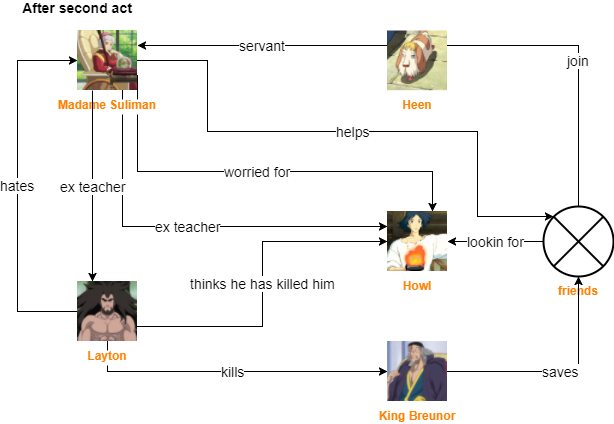 After second act
servant
join
Madame Suliman
Heen
helps
worried for
hates
ex teacher
ex teacher
lookin for
thinks he has killed him
Howl
friends
Layton
kills
saves
King Breunor